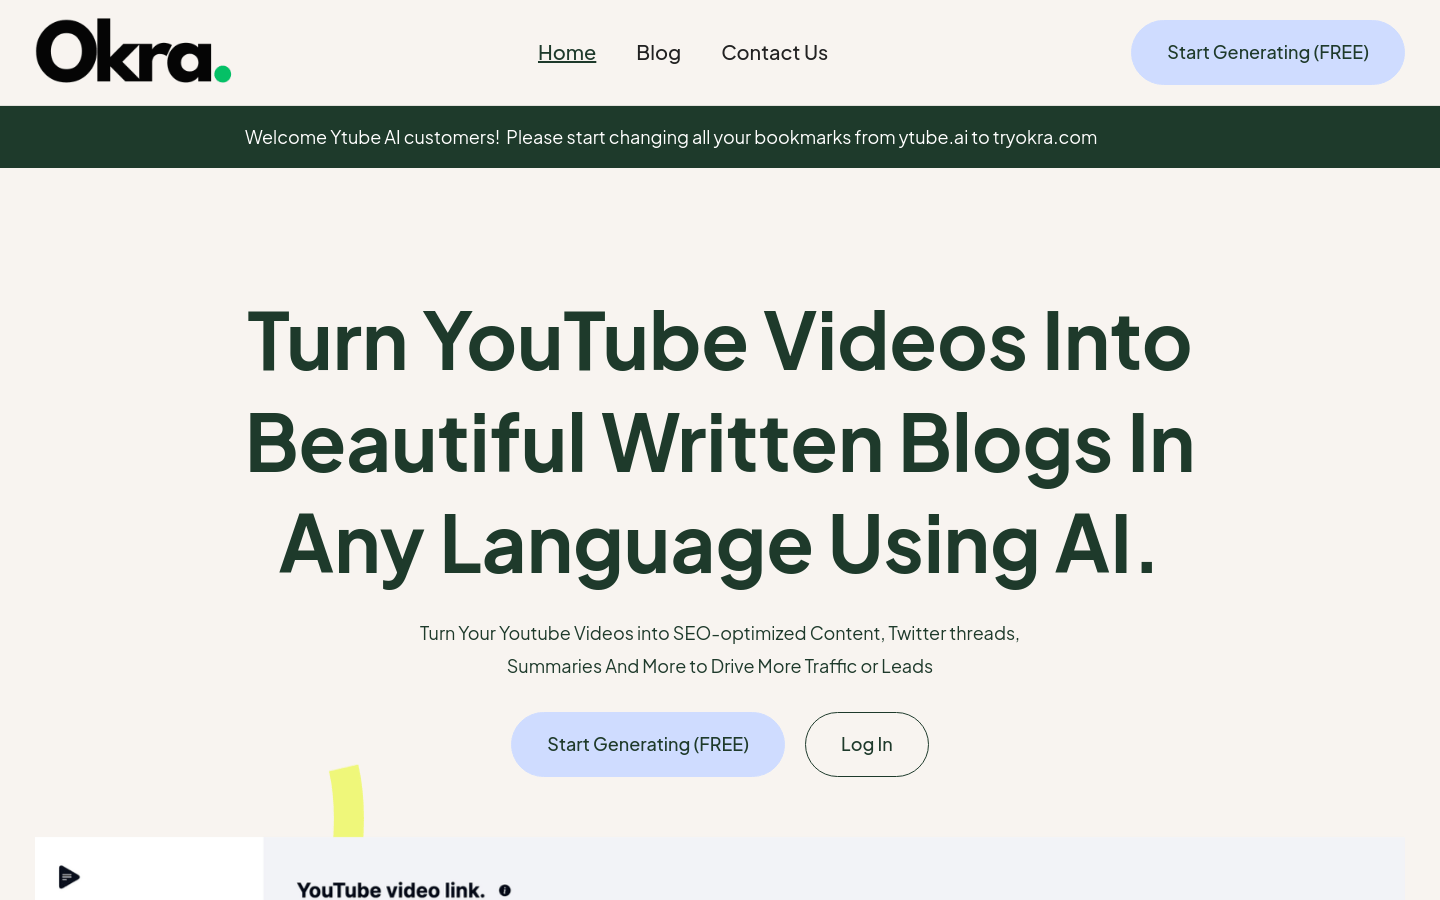 Okra.
Home
Blog
Contact Us
Start Generating (FREE)
Welcome Ytube AI customers! Please start changing all your bookmarks from ytube.ai to tryokra.com
Turn YouTube Videos Into
Beautiful Written Blogs In
Any Language Using AI.
Turn Your Youtube Videos into SEO-optimized Content, Twitter threads,
Summaries And More to Drive More Traffic or Leads
Start Generating (FREE)
Log In
YouTube video link.